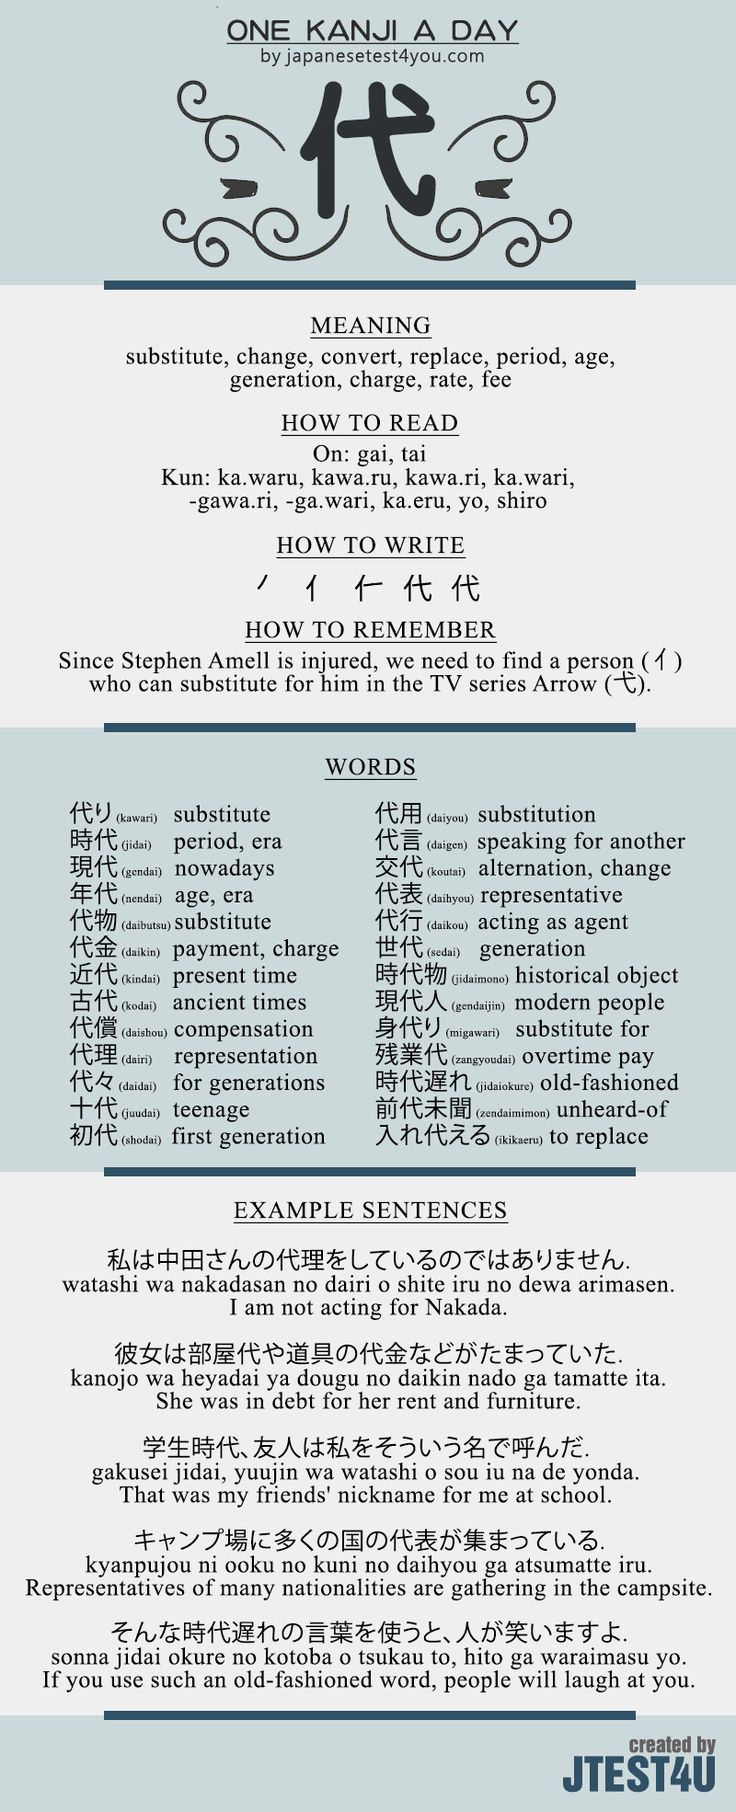 ONE KANJI A DAY
by japanesetest4you.com
代
MEANING
substitute, change, convert, replace, period, age,
generation, charge, rate, fee
HOW TO READ
On: gai, tai
Kun: ka.waru, kawa.ru, kawa.ri, ka.wari,
-gawa.ri, -ga.wari, ka.eru, yo, shiro
HOW TO WRITE
丿 亻 仁 代 代
HOW TO REMEMBER
Since Stephen Amell is injured, we need to find a person (亻)
who can substitute for him in the TV series Arrow (弋).
WORDS
代り (kawari) substitute
時代 (jidai) period, era
現代 (gendai) nowadays
年代 (nendai) age, era
代物 (daibutsu) substitute
代金 (daikin) payment, charge
近代 (kindai) present time
古代 (kodai) ancient times
代償 (daishou) compensation
代理 (dairi) representation
代々 (daidai) for generations
十代 (juudai) teenage
初代 (shodai) first generation
代用 (daiyou) substitution
代言 (daigen) speaking for another
交代 (koutai) alternation, change
代表 (daihyou) representative
代行 (daikou) acting as agent
世代 (sedai) generation
時代物 (jidaimono) historical object
現代人 (gendaijin) modern people
身代り (migawari) substitute for
残業代 (zangyoudai) overtime pay
時代遅れ (jidaiokure) old-fashioned
前代未聞 (zendaimimon) unheard-of
入れ代える (ikikaeru) to replace
EXAMPLE SENTENCES
私は中田さんの代理をしているのではありません.
watashi wa nakadasan no dairi o shite iru no dewa arimasen.
I am not acting for Nakada.
彼女は部屋代や道具の代金などがたまっていた.
kanojo wa heyadai ya dougu no daikin nado ga tamatte ita.
She was in debt for her rent and furniture.
学生時代、友人は私をそういう名で呼んだ.
gakusei jidai, yuujin wa watashi o sou iu na de yonda.
That was my friends' nickname for me at school.
キャンプ場に多くの国の代表が集まっている.
kyanpujou ni ooku no kuni no daihyou ga atsumatte iru.
Representatives of many nationalities are gathering in the campsite.
そんな時代遅れの言葉を使うと、人が笑いますよ.
sonna jidai okure no kotoba o tsukau to, hito ga waraimasu yo.
If you use such an old-fashioned word, people will laugh at you.
created by
JTEST4U